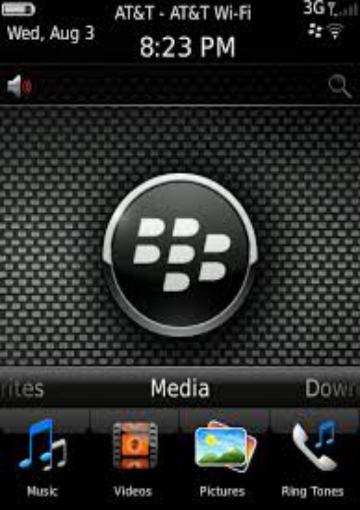 AT&T - AT&T Wi-Fi
3G
Wed, Aug 3
8:23 PM
rites
Media
Down
Music
Videos
Pictures
Ring Tones